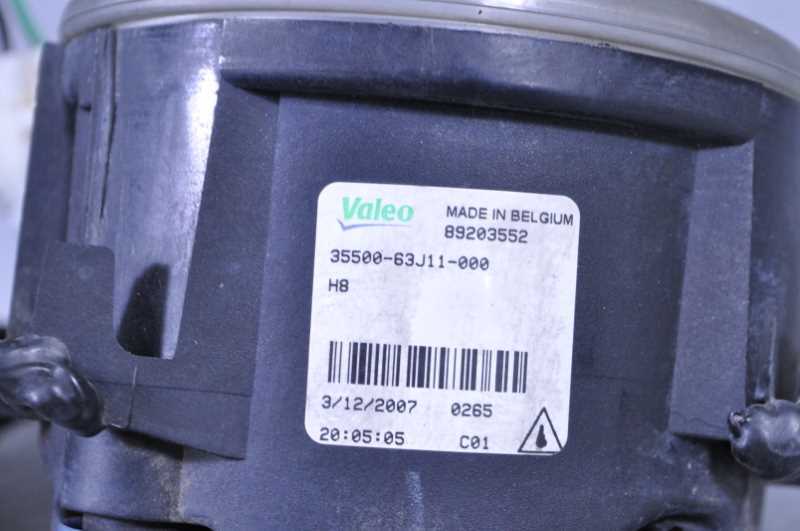 Valeo MADE IN BELGIUM
89203552
35500-63J11-000
H8
3/12/2007 0265
20:05:05 C01